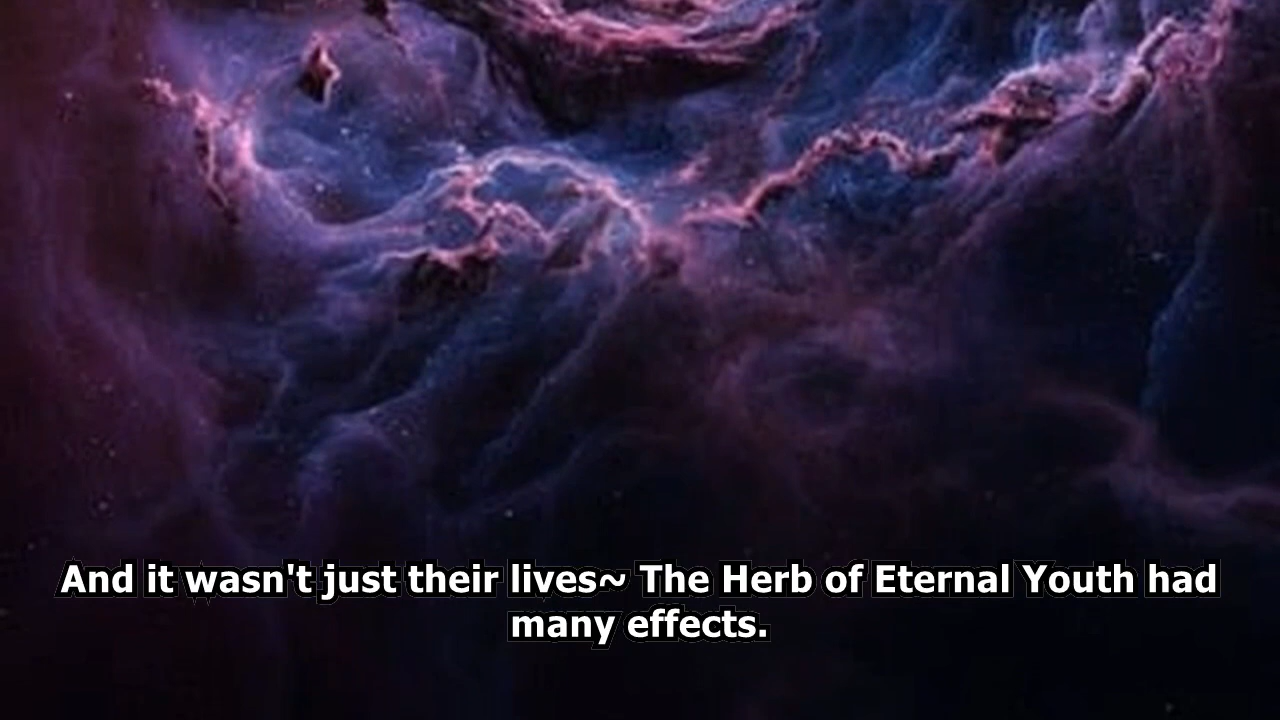 And it wasn't just their lives~ The Herb of Eternal Youth had
many effects.